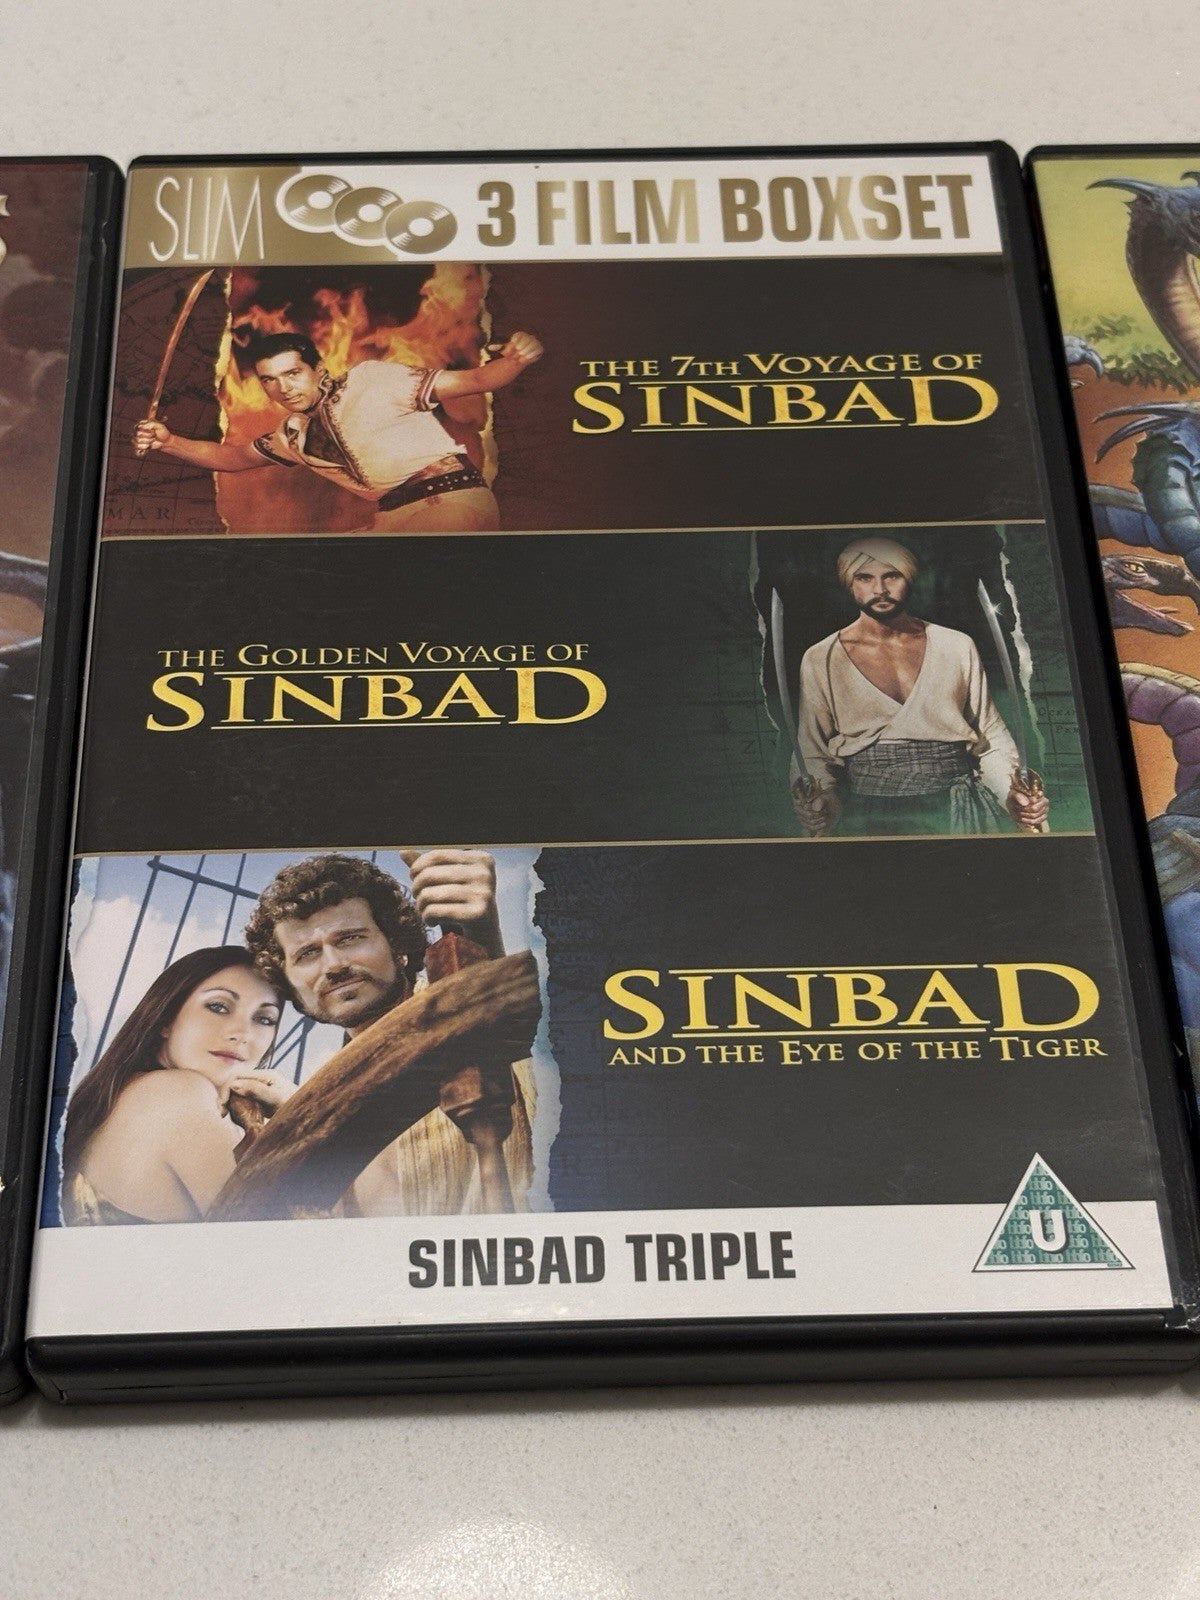 SLIM 3 FILM BOXSET
THE 7TH VOYAGE OF
SINBAD
MAR
THE GOLDEN VOYAGE OF
SINBAD
SINBAD
AND THE EYE OF THE TIGER
U
SINBAD TRIPLE